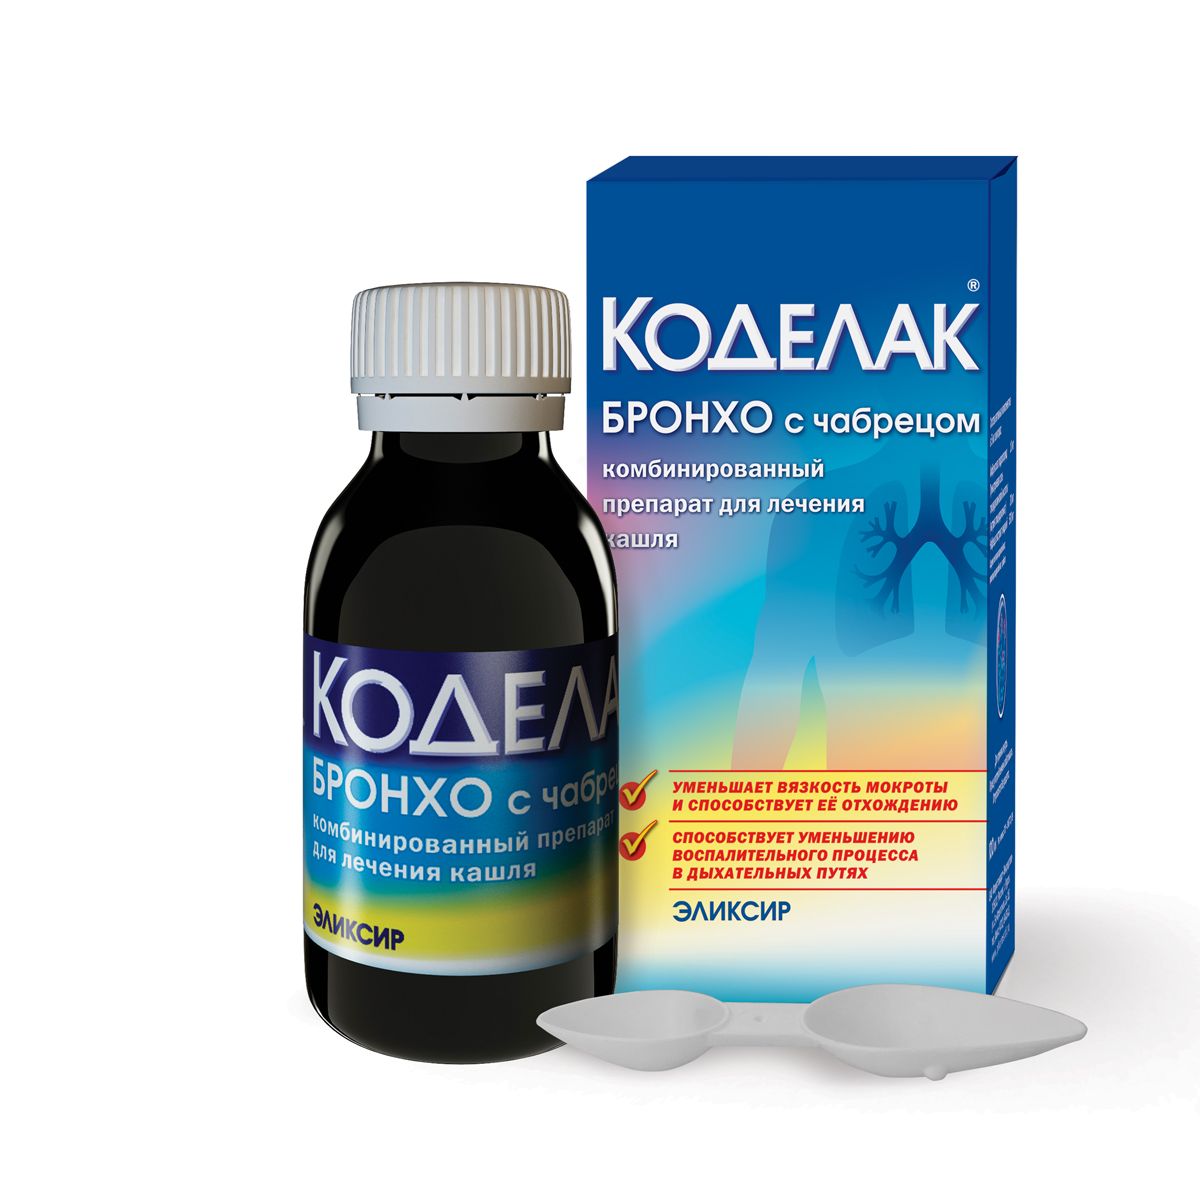 КОДЕЛАК®
БРОНХО с чабрецом
комбинированный
препарат для лечения
кашля
УМЕНЬШАЕТ ВЯЗКОСТЬ МОКРОТЫ
И СПОСОБСТВУЕТ ЕЁ ОТХОЖДЕНИЮ
СПОСОБСТВУЕТ УМЕНЬШЕНИЮ
ВОСПАЛИТЕЛЬНОГО ПРОЦЕССА
В ДЫХАТЕЛЬНЫХ ПУТЯХ
ЭЛИКСИР
КОДЕЛА
БРОНХО с чабре
комбинированный препарат
для лечения кашля
ЭЛИКСИР